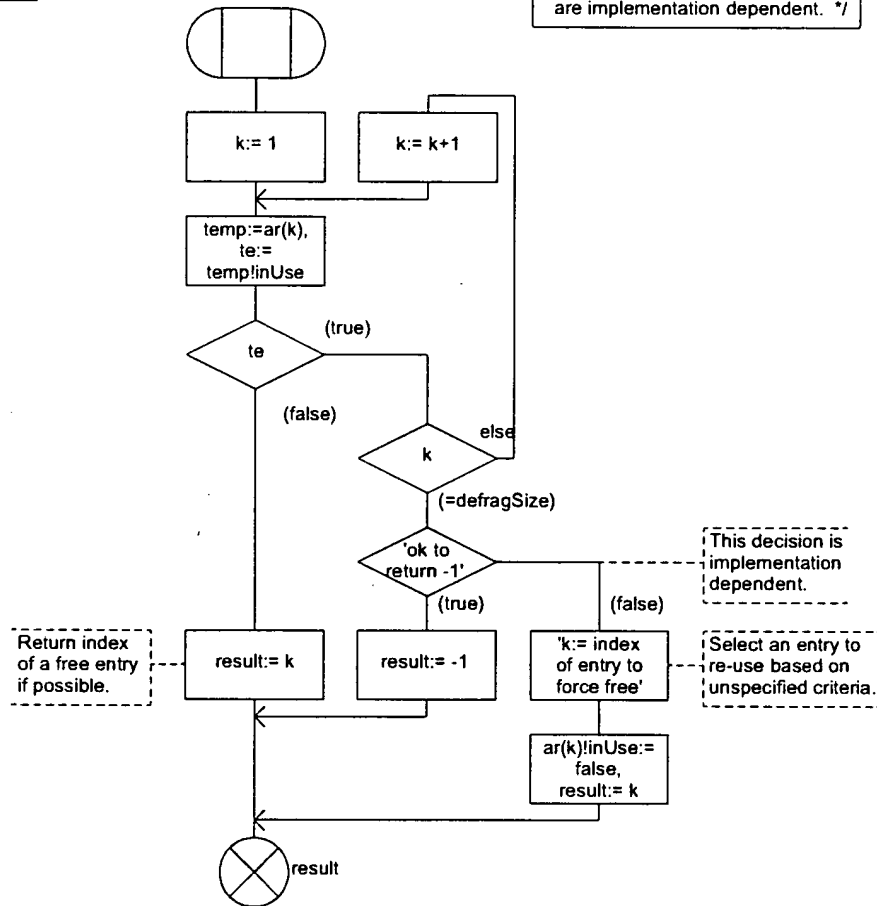 are implementation dependent. */
k:= 1
k:= k+1
temp:=ar(k),
te:=
temp!inUse
te
(true)
(false)
k
else
(=defragSize)
'ok to
return -1'
(true)
(false)
This decision is
implementation
dependent.
Return index
of a free entry
if possible.
result:= k
result:= -1
'k:= index
of entry to
force free'
Select an entry to
re-use based on
unspecified criteria.
ar(k)!inUse:=
false,
result:= k
result